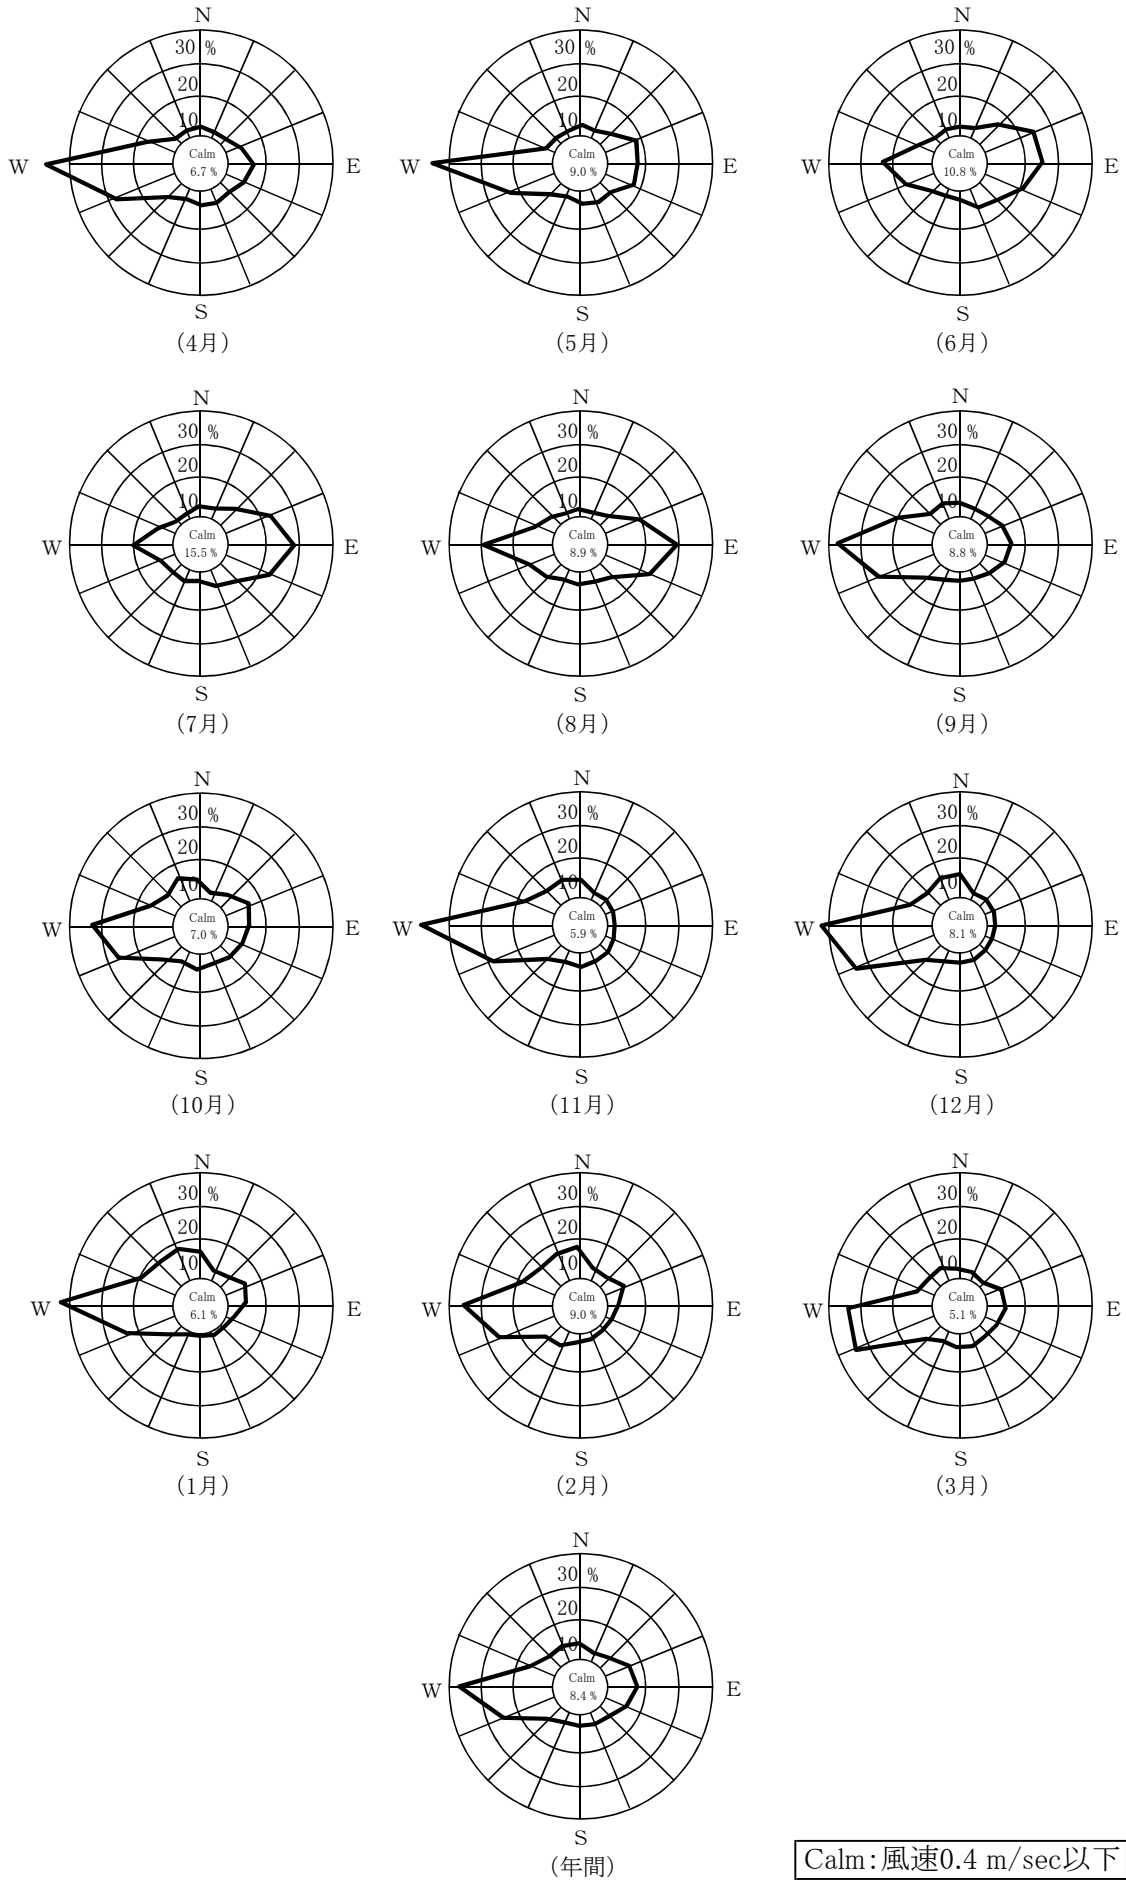 N
30 %
20
10
W
Calm
6.7 %
E
S
(4月)
N
30 %
20
10
W
Calm
9.0 %
E
S
(5月)
N
30 %
20
10
W
Calm
10.8 %
E
S
(6月)
N
30 %
20
10
W
Calm
15.5 %
E
S
(7月)
N
30 %
20
10
W
Calm
8.9 %
E
S
(8月)
N
30 %
20
10
W
Calm
8.8 %
E
S
(9月)
N
30 %
20
10
W
Calm
7.0 %
E
S
(10月)
N
30 %
20
10
W
Calm
5.9 %
E
S
(11月)
N
30 %
20
10
W
Calm
8.1 %
E
S
(12月)
N
30 %
20
10
W
Calm
6.1 %
E
S
(1月)
N
30 %
20
10
W
Calm
9.0 %
E
S
(2月)
N
30 %
20
10
W
Calm
5.1 %
E
S
(3月)
N
30 %
20
10
W
Calm
8.4 %
E
S
(年間)
Calm：風速0.4 m/sec以下